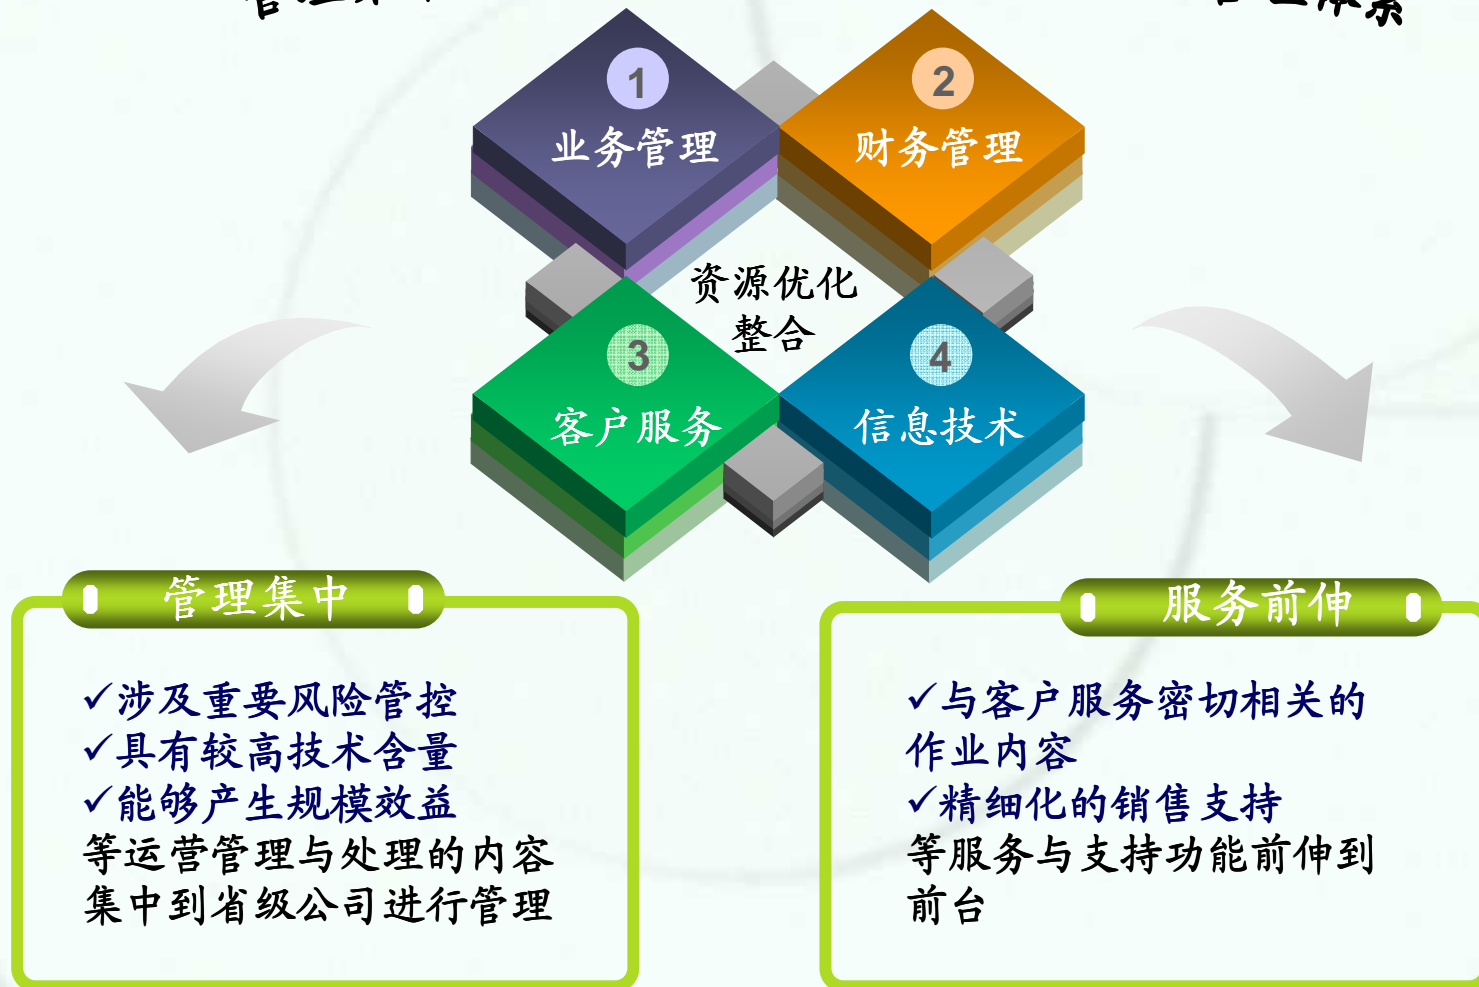 管理集中
体系
1
2
业务管理
财务管理
资源优化
整合
3
4
客户服务
信息技术
管理集中
服务前伸
✓涉及重要风险管控
✓具有较高技术含量
✓能够产生规模效益
等运营管理与处理的内容
集中到省级公司进行管理
✓与客户服务密切相关的
作业内容
✓精细化的销售支持
等服务与支持功能前伸到
前台